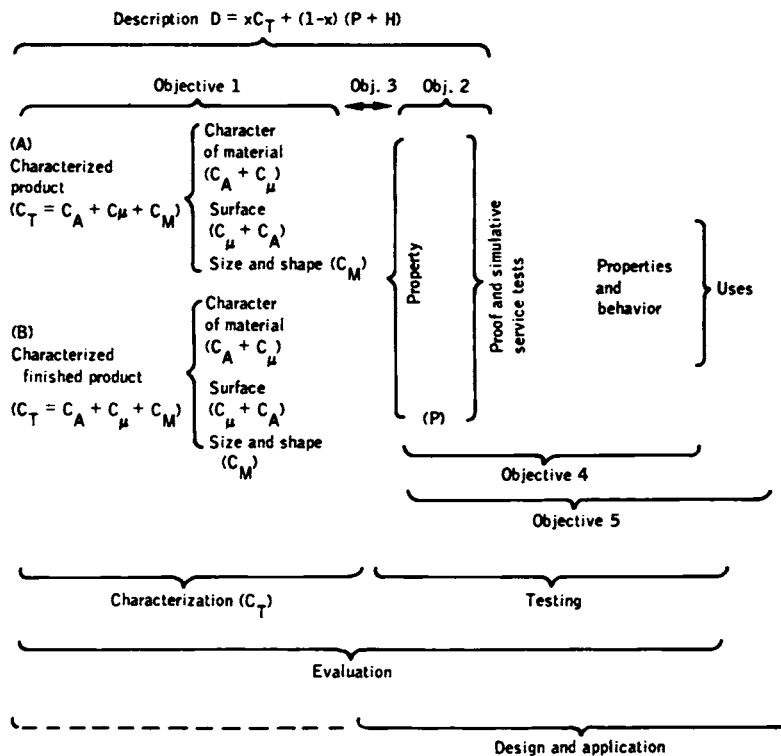 Description D = xC_T + (1-x) (P + H)
Objective 1
Obj. 3
Obj. 2
(A)
Characterized
product
(C_T = C_A + Cμ + C_M)
Character
of material
(C_A + C_μ)
Surface
(C_μ + C_A)
Size and shape (C_M)
(B)
Characterized
finished product
(C_T = C_A + C_μ + C_M)
Character
of material
(C_A + C_μ)
Surface
(C_μ + C_A)
Size and shape
(C_M)
Property
(P)
Proof and simulative
service tests
Properties
and
behavior
Uses
Objective 4
Objective 5
Characterization (C_T)
Testing
Evaluation
Design and application